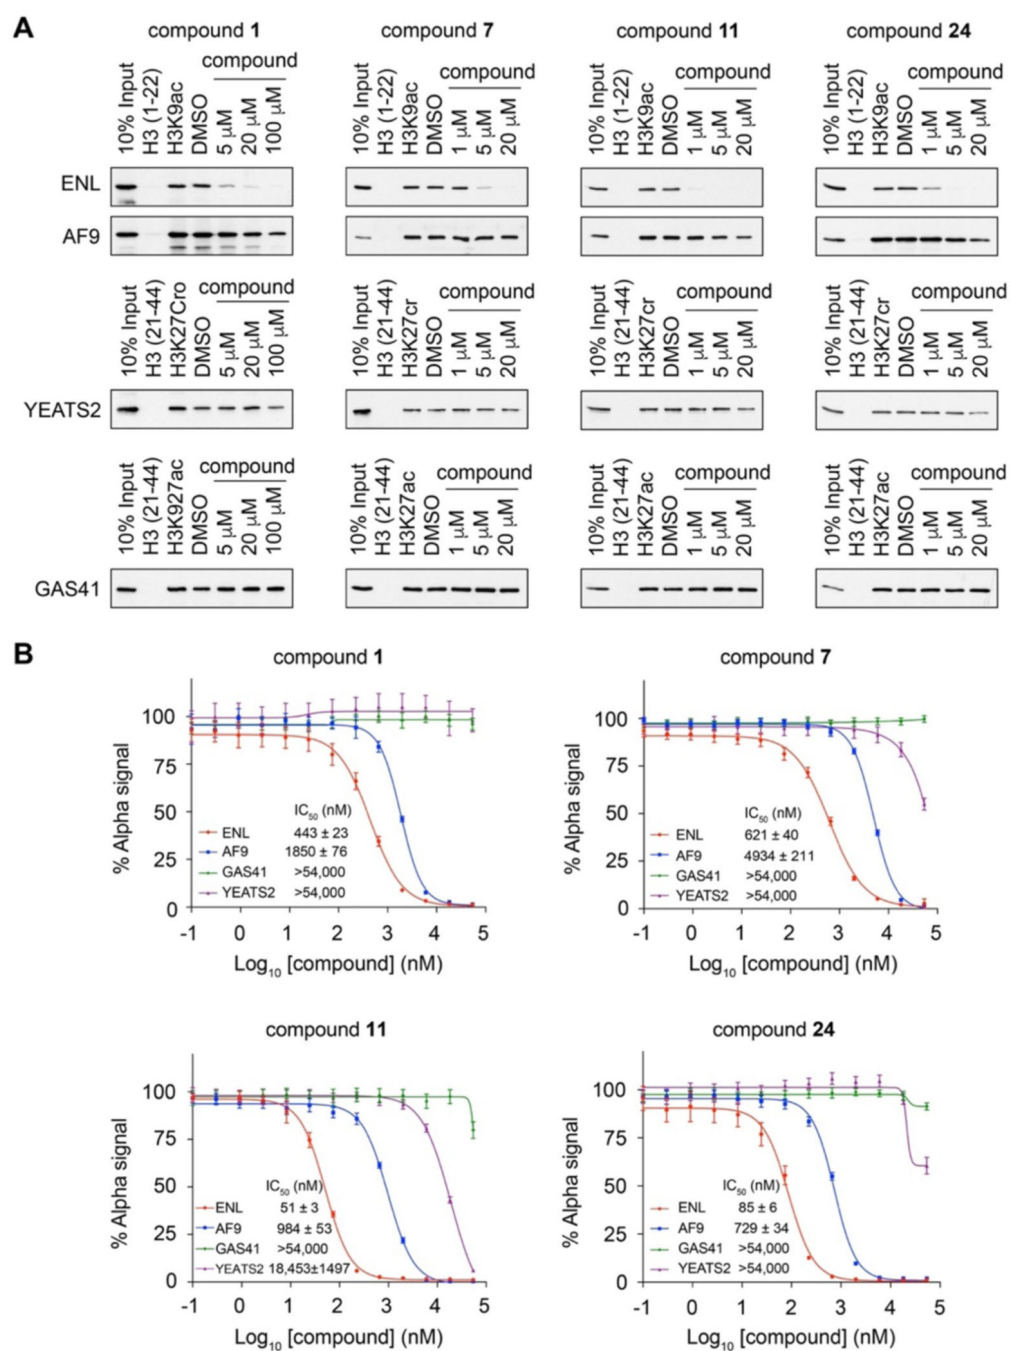 A
compound 1 compound 7 compound 11 compound 24
compound compound compound compound
10% Input H3 (1-22) H3K9ac DMSO 5 μM 20 μM 100 μM 10% Input H3 (1-22) H3K9ac DMSO 1 μM 5 μM 20 μM 10% Input H3 (1-22) H3K9ac DMSO 1 μM 5 μM 20 μM 10% Input H3 (1-22) H3K9ac DMSO 1 μM 5 μM 20 μM
ENL
AF9
compound compound compound compound
10% Input H3 (21-44) H3K27Cro DMSO 5 μM 20 μM 100 μM 10% Input H3 (21-44) H3K27cr DMSO 1 μM 5 μM 20 μM 10% Input H3 (21-44) H3K27cr DMSO 1 μM 5 μM 20 μM 10% Input H3 (21-44) H3K27cr DMSO 1 μM 5 μM 20 μM
YEATS2
compound compound compound compound
10% Input H3 (21-44) H3K927ac DMSO 5 μM 20 μM 100 μM 10% Input H3 (21-44) H3K27ac DMSO 1 μM 5 μM 20 μM 10% Input H3 (21-44) H3K27ac DMSO 1 μM 5 μM 20 μM 10% Input H3 (21-44) H3K27ac DMSO 1 μM 5 μM 20 μM
GAS41
B
compound 1
% Alpha signal
100
75
50
25
0
IC50 (nM)
ENL 443 ± 23
AF9 1850 ± 76
GAS41 >54,000
YEATS2 >54,000
-1 0 1 2 3 4 5
Log10 [compound] (nM)
compound 7
% Alpha signal
100
75
50
25
0
IC50 (nM)
ENL 621 ± 40
AF9 4934 ± 211
GAS41 >54,000
YEATS2 >54,000
-1 0 1 2 3 4 5
Log10 [compound] (nM)
compound 11
% Alpha signal
100
75
50
25
0
IC50 (nM)
ENL 51 ± 3
AF9 984 ± 53
GAS41 >54,000
YEATS2 18,453±1497
-1 0 1 2 3 4 5
Log10 [compound] (nM)
compound 24
% Alpha signal
100
75
50
25
0
IC50 (nM)
ENL 85 ± 6
AF9 729 ± 34
GAS41 >54,000
YEATS2 >54,000
-1 0 1 2 3 4 5
Log10 [compound] (nM)